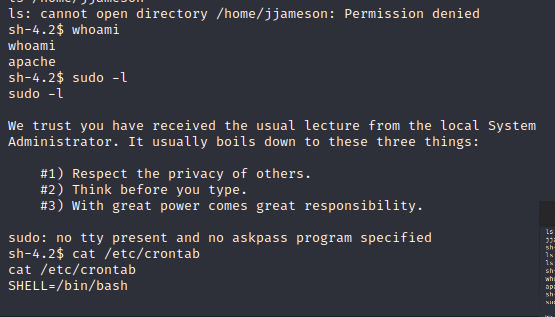 ls: cannot open directory /home/jjameson: Permission denied
sh-4.2$ whoami
whoami
apache
sh-4.2$ sudo -l
sudo -l
We trust you have received the usual lecture from the local System
Administrator. It usually boils down to these three things:
#1) Respect the privacy of others.
#2) Think before you type.
#3) With great power comes great responsibility.
sudo: no tty present and no askpass program specified
sh-4.2$ cat /etc/crontab
cat /etc/crontab
SHELL=/bin/bash